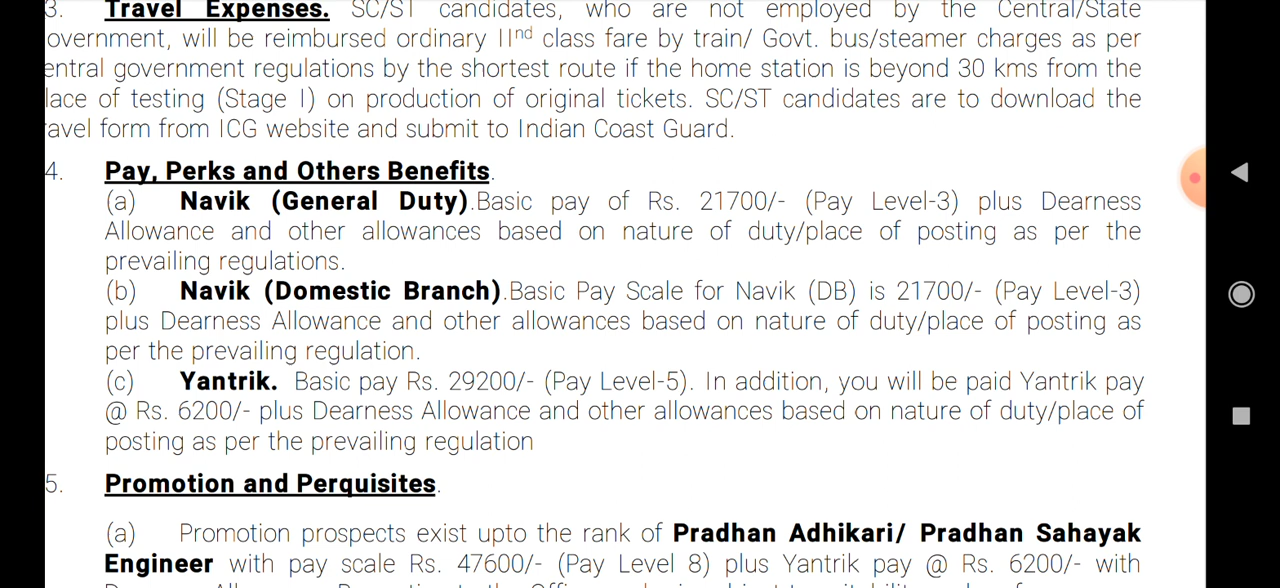 3. Travel Expenses. SC/ST candidates, who are not employed by the Central/State
overnment, will be reimbursed ordinary IInd class fare by train/ Govt. bus/steamer charges as per
entral government regulations by the shortest route if the home station is beyond 30 kms from the
lace of testing (Stage I) on production of original tickets. SC/ST candidates are to download the
avel form from ICG website and submit to Indian Coast Guard.
4. Pay, Perks and Others Benefits.
(a) Navik (General Duty).Basic pay of Rs. 21700/- (Pay Level-3) plus Dearness
Allowance and other allowances based on nature of duty/place of posting as per the
prevailing regulations.
(b) Navik (Domestic Branch).Basic Pay Scale for Navik (DB) is 21700/- (Pay Level-3)
plus Dearness Allowance and other allowances based on nature of duty/place of posting as
per the prevailing regulation.
(c) Yantrik. Basic pay Rs. 29200/- (Pay Level-5). In addition, you will be paid Yantrik pay
@ Rs. 6200/- plus Dearness Allowance and other allowances based on nature of duty/place of
posting as per the prevailing regulation
5. Promotion and Perquisites.
(a) Promotion prospects exist upto the rank of Pradhan Adhikari/ Pradhan Sahayak
Engineer with pay scale Rs. 47600/- (Pay Level 8) plus Yantrik pay @ Rs. 6200/- with